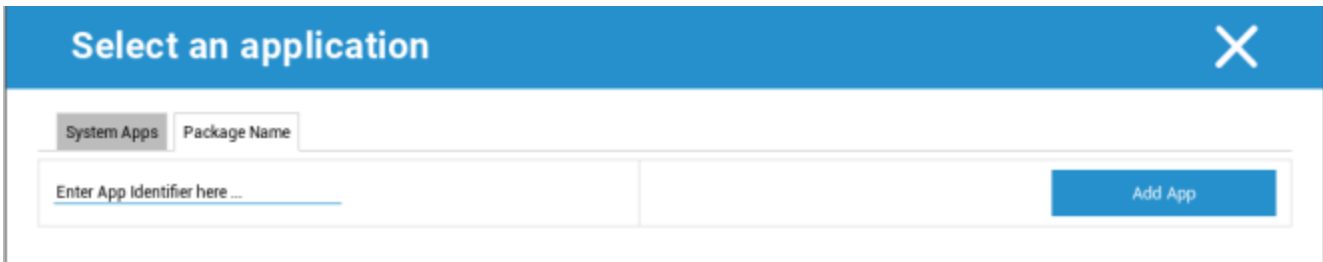 Select an application
System Apps Package Name
Enter App Identifier here ... Add App